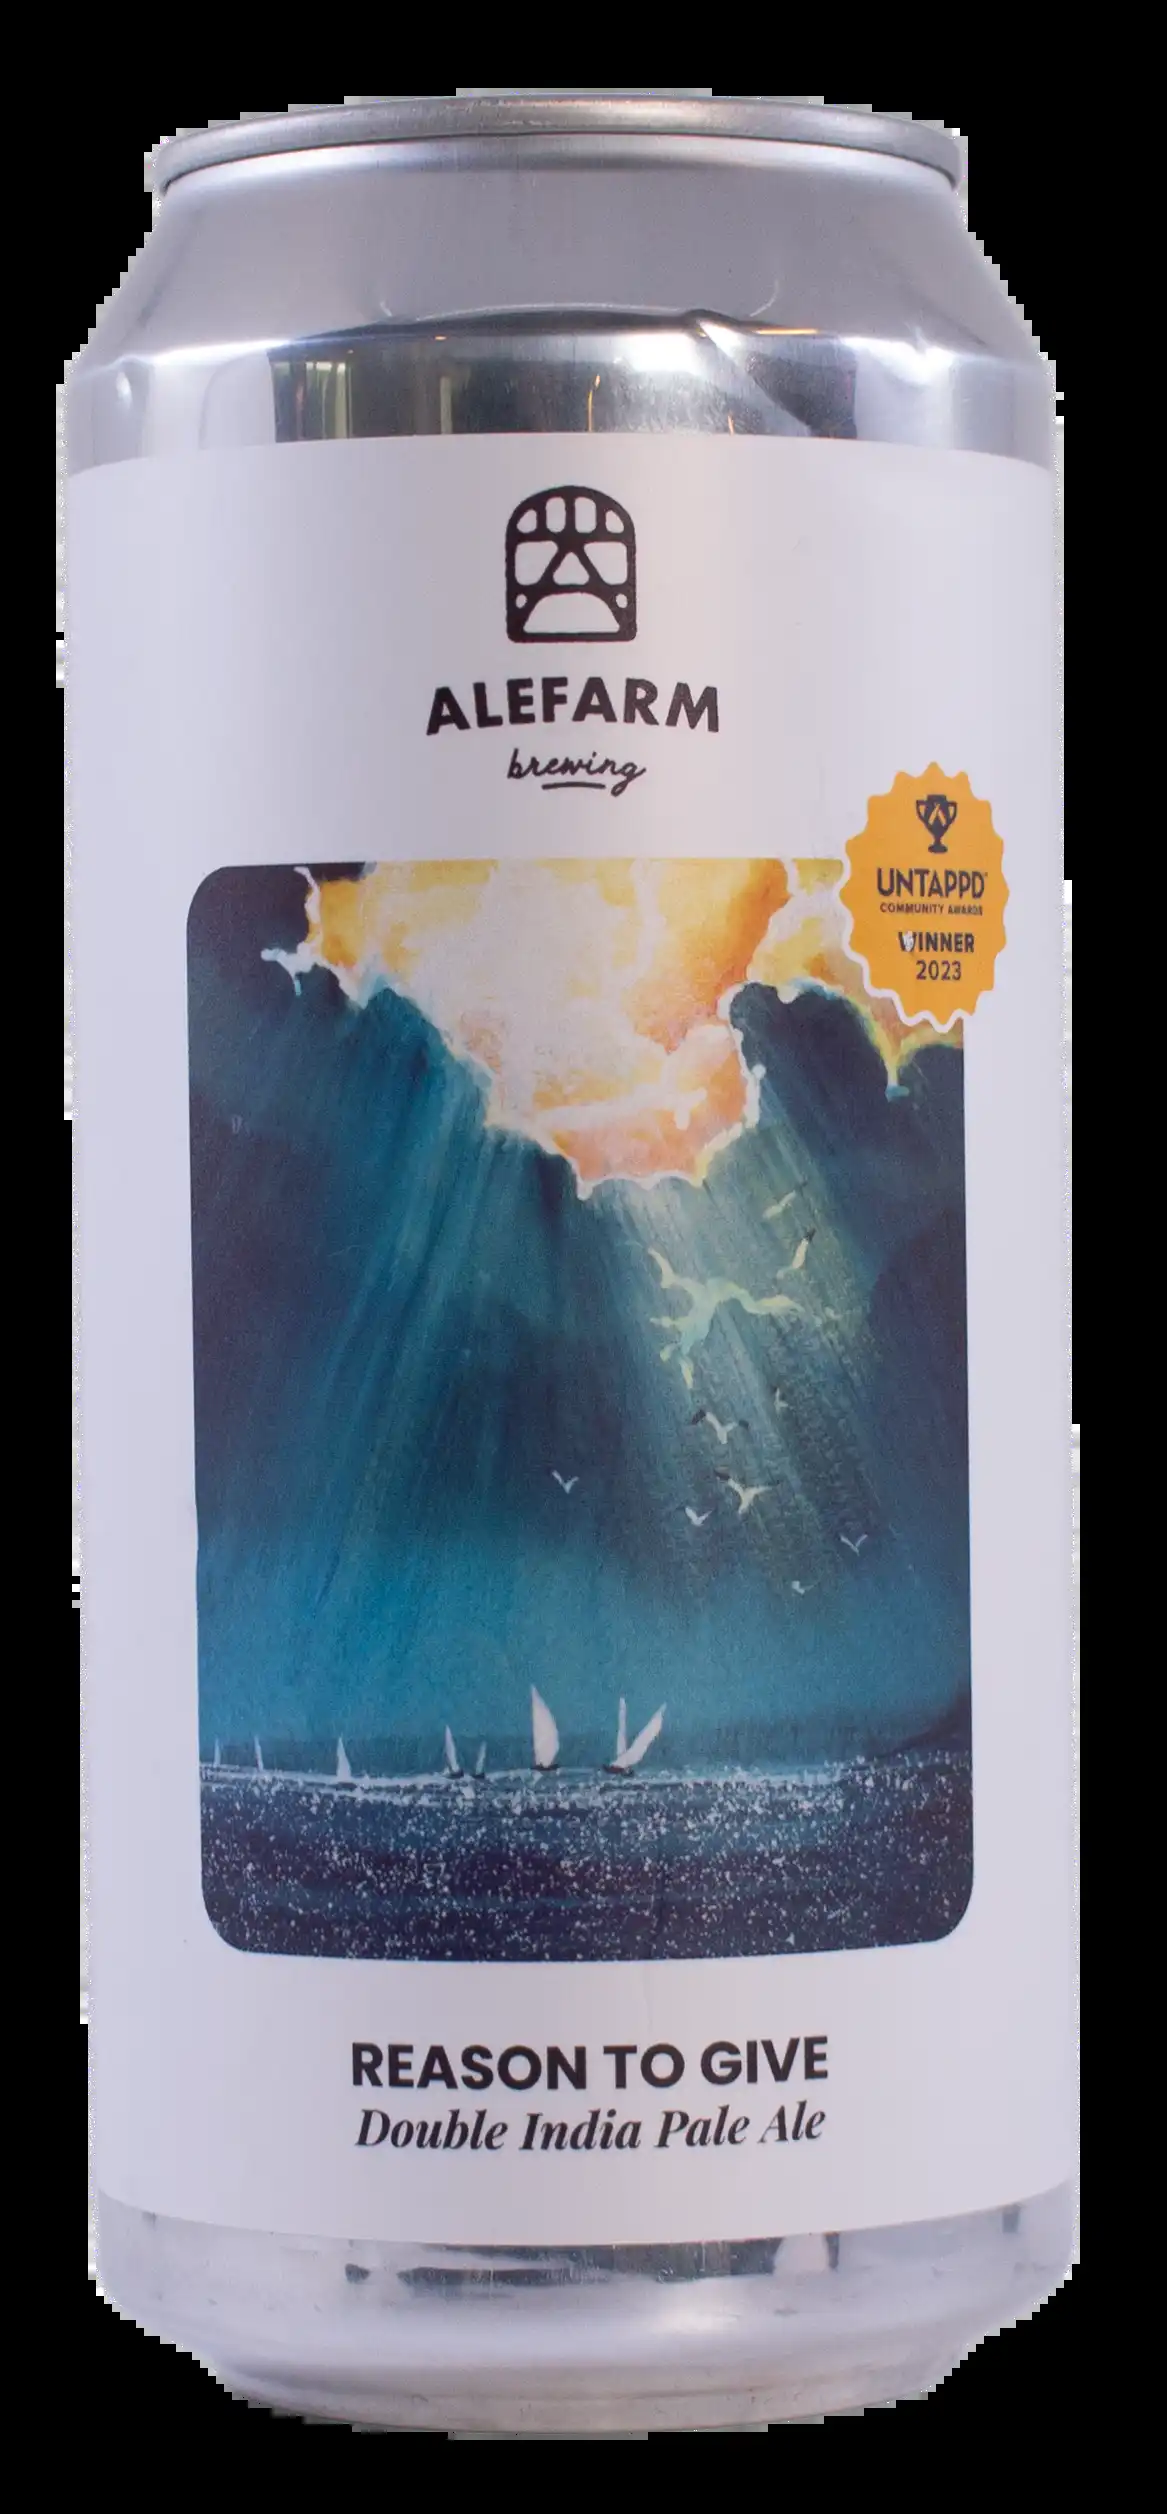 ALEFARM
brewing
UNTAPPD
COMMUNITY AWARDS
WINNER
2023
REASON TO GIVE
Double India Pale Ale